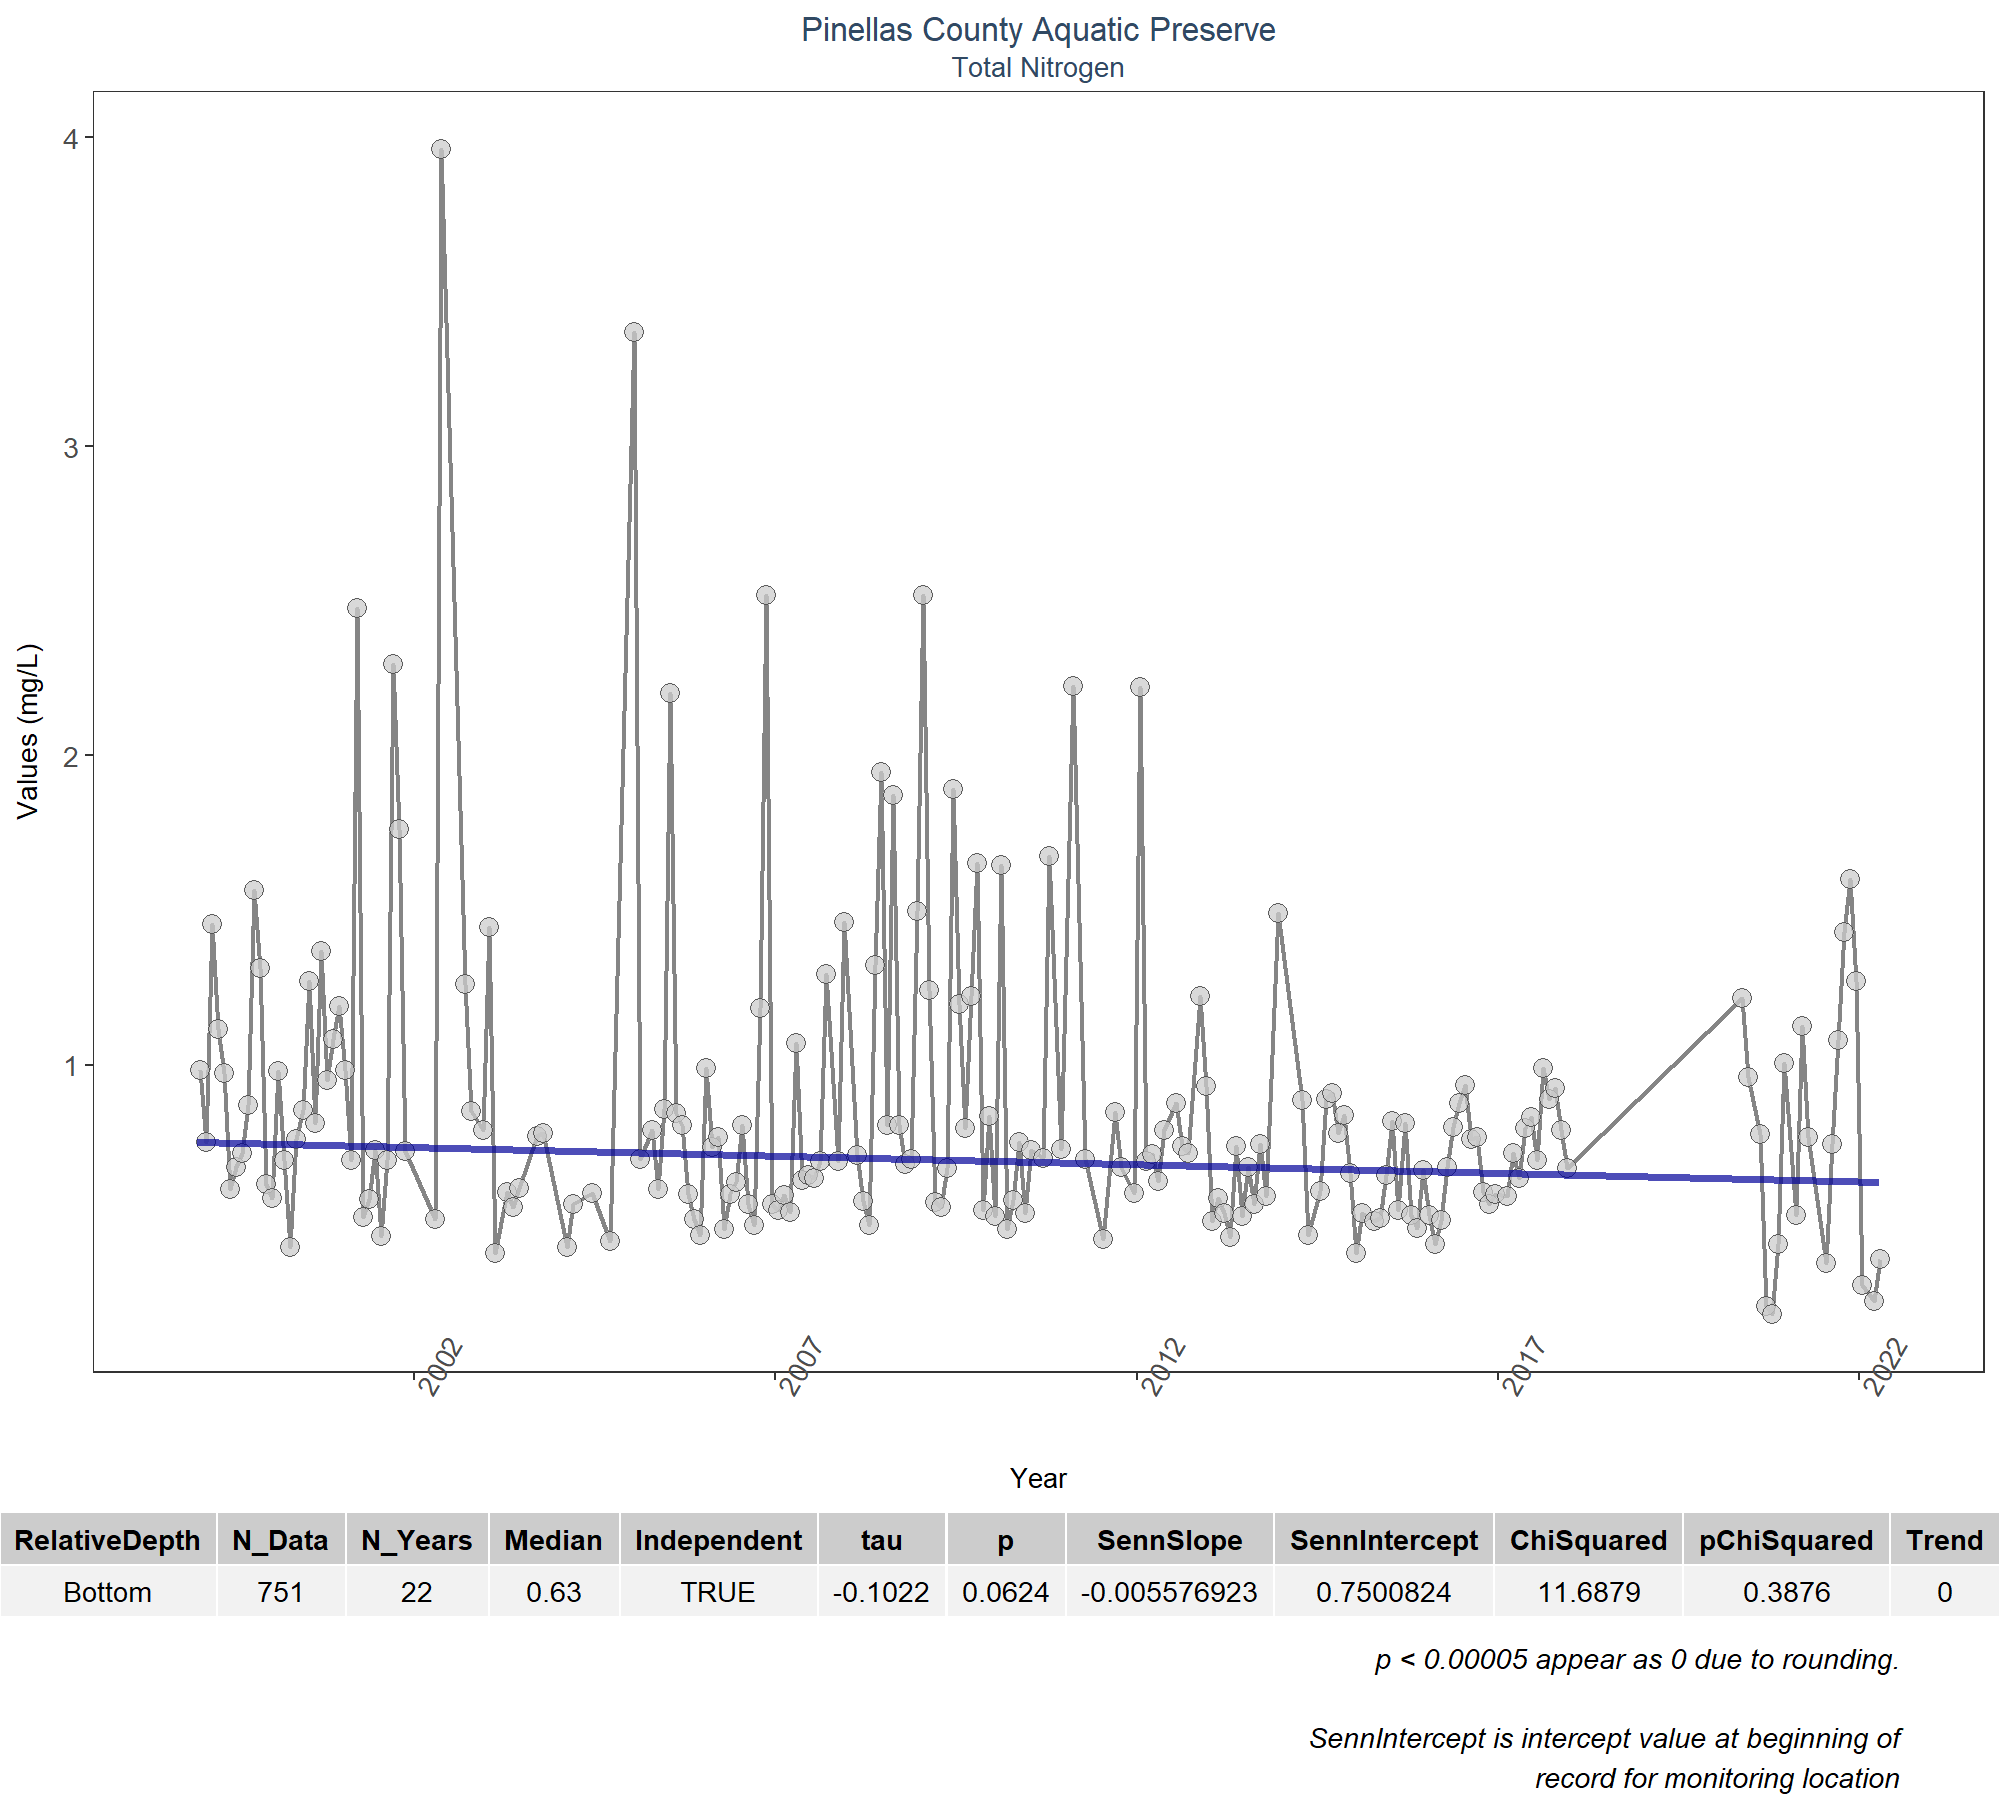 Pinellas County Aquatic Preserve
Total Nitrogen
4
3
2
1
Values (mg/L)
2002
2007
2012
2017
2022
Year
RelativeDepth N_Data N_Years Median Independent tau p SennSlope SennIntercept ChiSquared pChiSquared Trend
Bottom 751 22 0.63 TRUE -0.1022 0.0624 -0.005576923 0.7500824 11.6879 0.3876 0
p < 0.00005 appear as 0 due to rounding.
SennIntercept is intercept value at beginning of
record for monitoring location